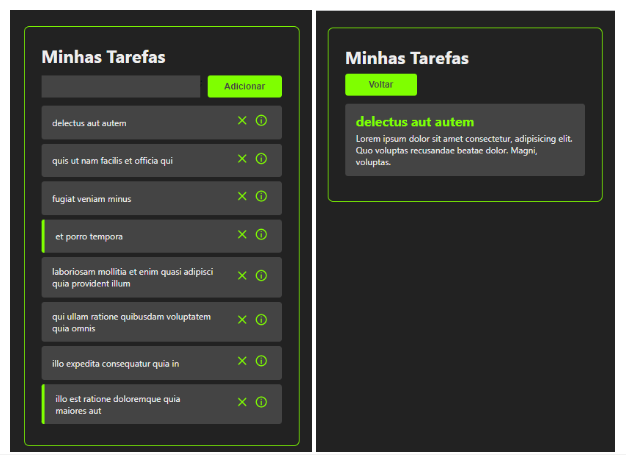 Minhas Tarefas
Adicionar
delectus aut autem
quis ut nam facilis et officia qui
fugiat veniam minus
et porro tempora
laboriosam mollitia et enim quasi adipisci
quia provident illum
qui ullam ratione quibusdam voluptatem
quia omnis
illo expedita consequatur quia in
illo est ratione doloremque quia
maiores aut
Minhas Tarefas
Voltar
delectus aut autem
Lorem ipsum dolor sit amet consectetur, adipisicing elit.
Quo voluptas recusandae beatae dolor. Magni,
voluptas.